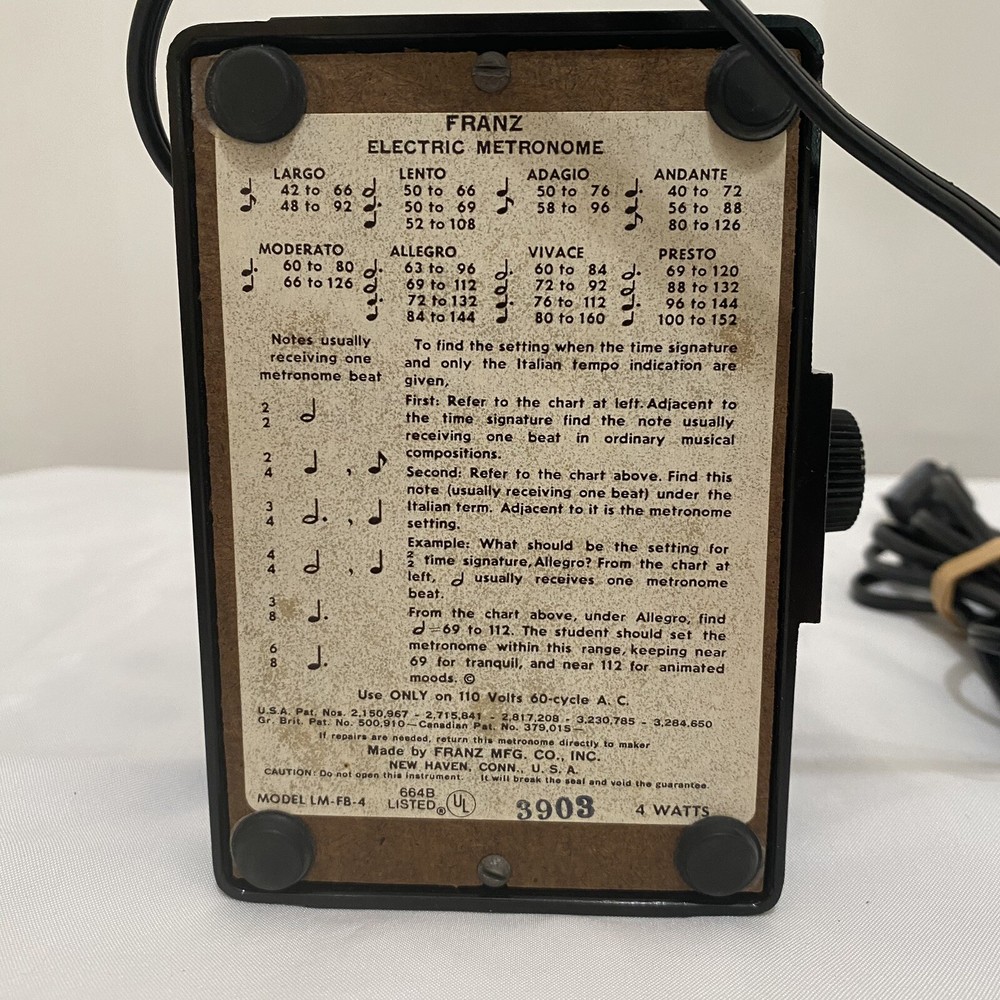 FRANZ
ELECTRIC METRONOME
LARGO LENTO ADAGIO ANDANTE
42 to 66 50 to 66 50 to 76 40 to 72
48 to 92 50 to 69 58 to 96 56 to 88
52 to 108 80 to 126
MODERATO ALLEGRO VIVACE PRESTO
60 to 80 63 to 96 60 to 84 69 to 120
66 to 126 69 to 112 72 to 92 88 to 132
72 to 132 76 to 112 96 to 144
84 to 144 80 to 160 100 to 152
Notes usually
receiving one
metronome beat
2
2
2
4 ,
3
4 ,
4
4 ,
3
8
6
8
To find the setting when the time signature
and only the Italian tempo indication are
given,
First: Refer to the chart at left. Adjacent to
the time signature find the note usually
receiving one beat in ordinary musical
compositions.
Second: Refer to the chart above. Find this
note (usually receiving one beat) under the
Italian term. Adjacent to it is the metronome
setting.
Example: What should be the setting for
2/2 time signature, Allegro? From the chart at
left, 𝅗𝅥 usually receives one metronome
beat.
From the chart above, under Allegro, find
𝅗𝅥=69 to 112. The student should set the
metronome within this range, keeping near
69 for tranquil, and near 112 for animated
moods. ©
Use ONLY on 110 Volts 60-cycle A. C.
U.S.A. Pat. Nos. 2,150,967 - 2,715,841 - 2,817,208 - 3,230,785 - 3,284,650
Gr. Brit. Pat. No. 500,910—Canadian Pat. No. 379,015—
If repairs are needed, return this metronome directly to maker
Made by FRANZ MFG. CO., INC.
NEW HAVEN, CONN., U. S. A.
CAUTION: Do not open this instrument. It will break the seal and void the guarantee.
MODEL LM-FB-4 664B LISTED ® UL 3903 4 WATTS